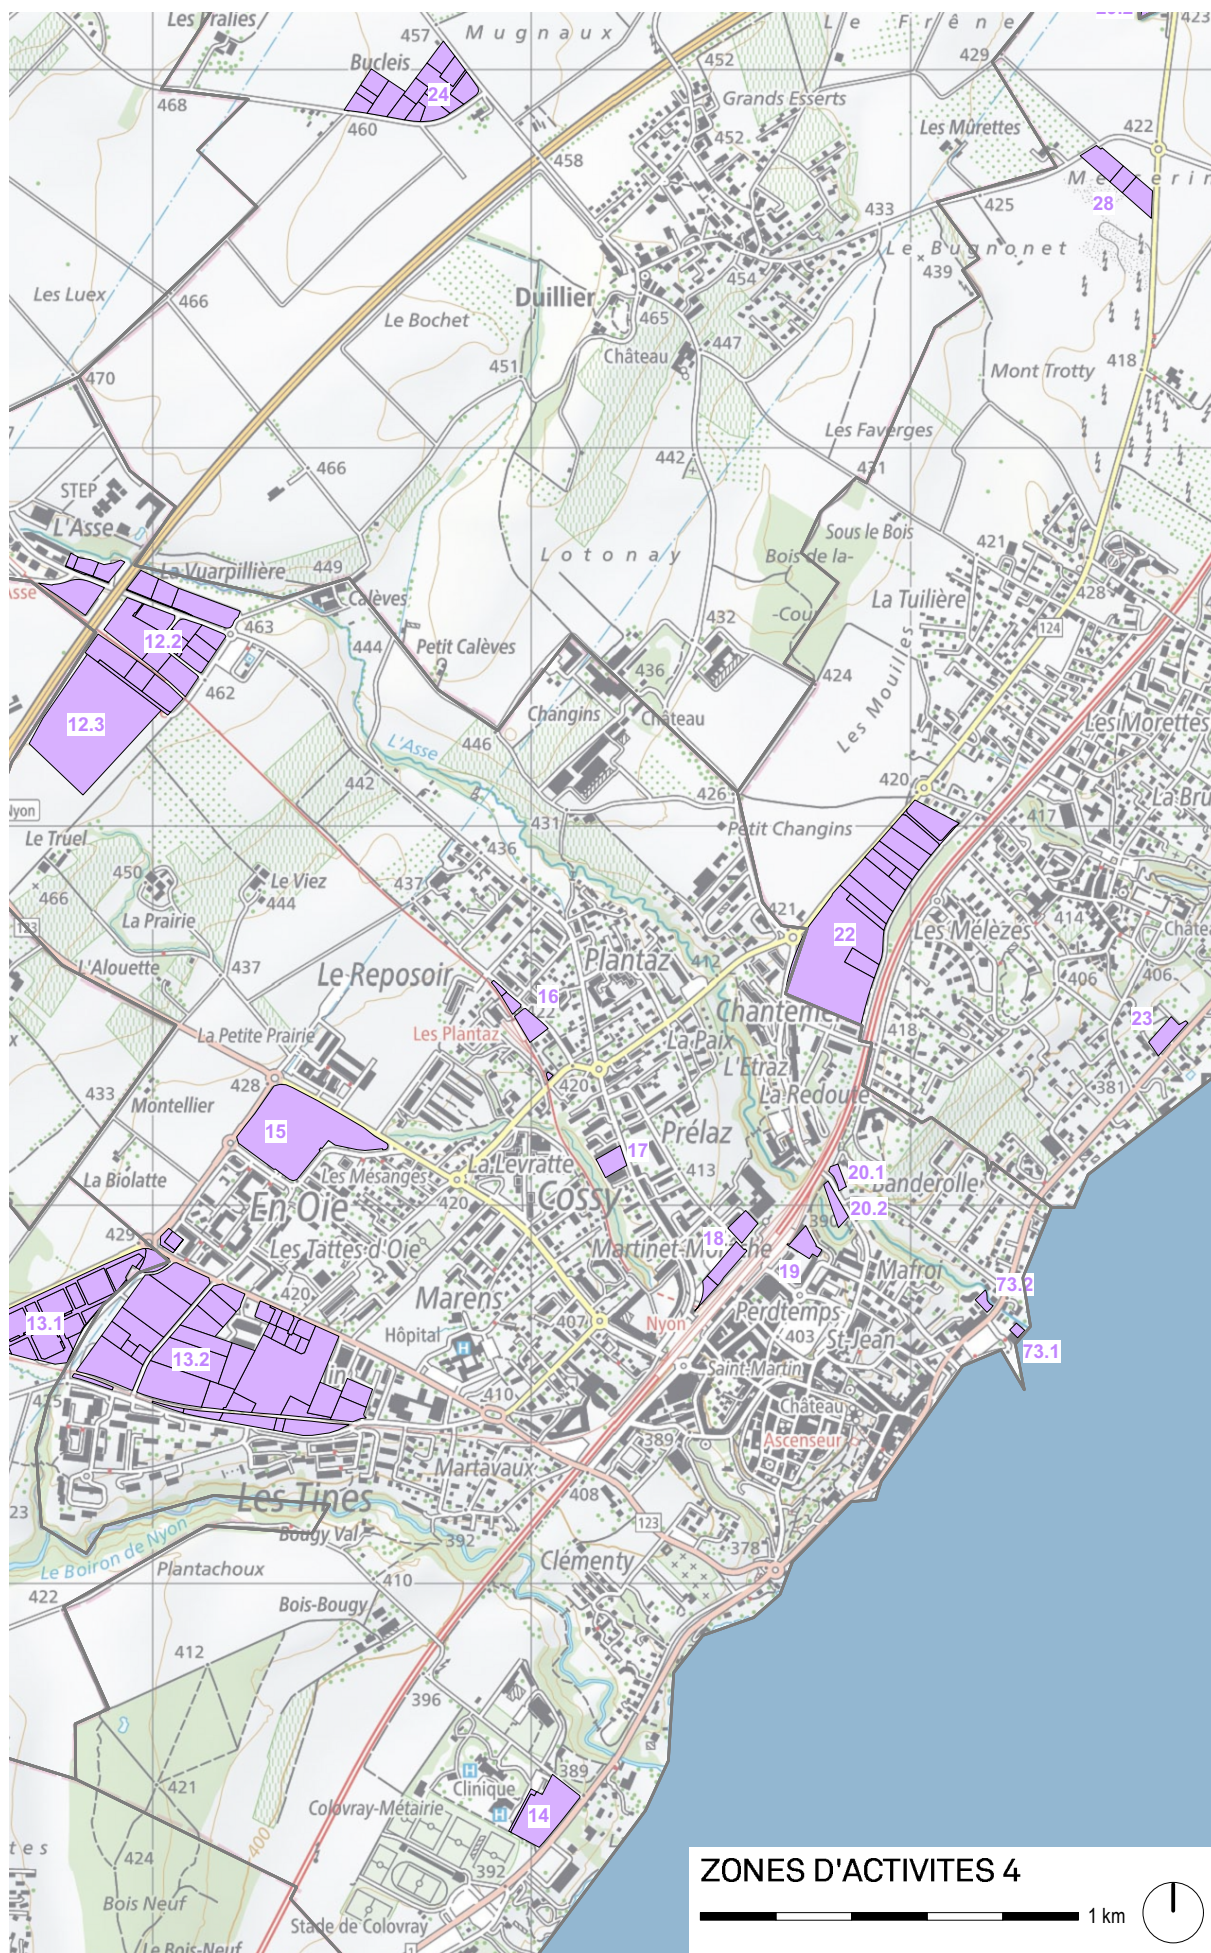 Les Pralies
457
Mugnaux
Le Frêne
423
Bucleis
452
429
24
468
460
Grands Esserts
Les Mûrettes
422
452
458
28
433
425
Le Bugnonet
439
454
Les Luex
466
Duillier
465
Le Bochet
447
Château
451
418
Mont Trotty
470
Les Faverges
442
431
466
STEP
L'Asse
Sous le Bois
421
Lotonay
Bois de la-
La Vuarpillière
449
Calèves
La Tuilière
428
-Cou
432
124
463
12.2
444
Petit Calèves
436
424
462
Les Mouilles
12.3
Changins
Château
Les Morettes
L'Asse
446
420
442
426
Nyon
417
431
Petit Changins
Le Truel
436
450
Le Viez
437
466
444
La Prairie
421
414
123
22
Les Mélèzes
Plantaz
412
L'Alouette
437
Le Reposoir
406
406
16
Chanteme
23
La Petite Prairie
Les Plantaz
418
La Paix
L'Etraz
428
420
381
433
Montellier
La Redoute
15
Prélaz
17
413
La Levratte
La Biolatte
Les Mésanges
20.1
Banderolle
420
Cossy
En Oie
20.2
390
429
18
Martinet-Morâche
Les Tattes d'Oie
19
Mafroi
73.2
420
Marens
Perdtemps
13.1
407
Nyon
403
St-Jean
Hôpital
H
73.1
13.2
Saint-Martin
410
Château
425
389
Ascenseur
Martavaux
408
Les Tines
23
123
392
378
Bougy Val
Le Boiron de Nyon
Clémenty
Plantachoux
410
422
Bois-Bougy
412
396
H
389
421
Clinique
Colovray-Métairie
H
14
400
424
392
Bois Neuf
Stade de Colovray
Le Bois-Neuf
1
ZONES D'ACTIVITES 4
1 km